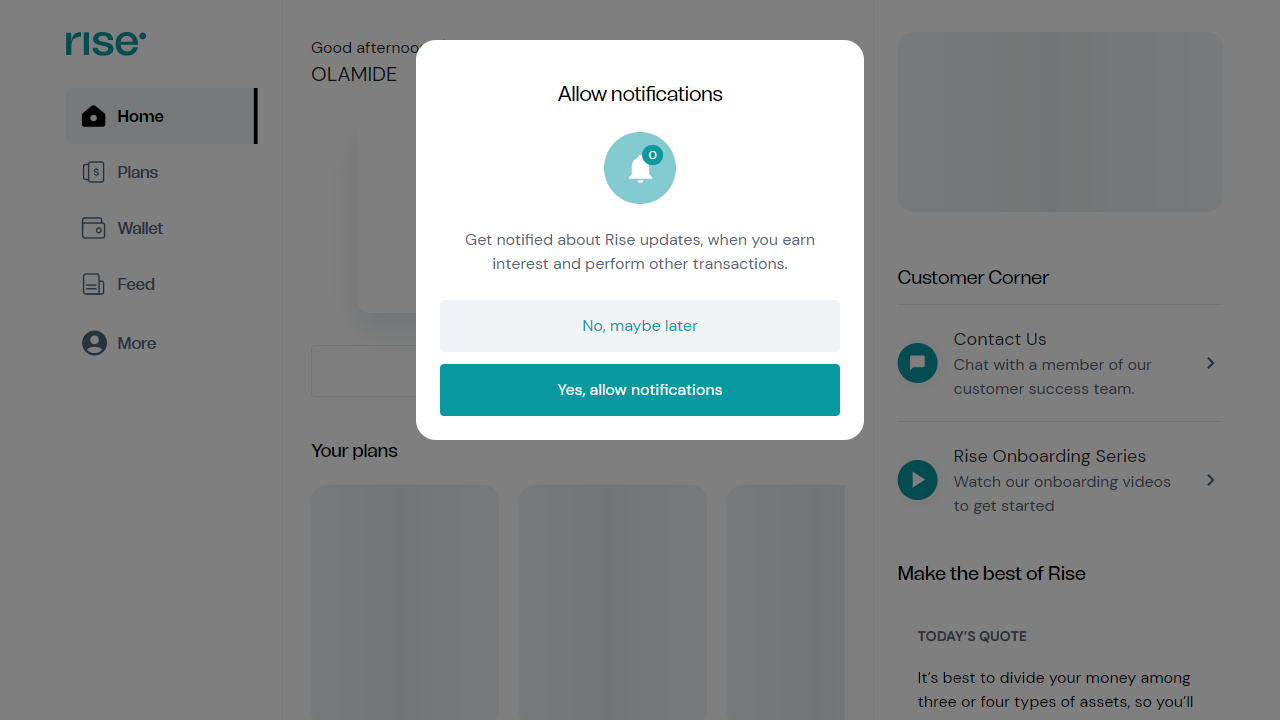 rise
Good afternoo
OLAMIDE
Home
Plans
Wallet
Feed
More
Your plans
Allow notifications
0
Get notified about Rise updates, when you earn
interest and perform other transactions.
No, maybe later
Yes, allow notifications
Customer Corner
Contact Us
Chat with a member of our
customer success team.
Rise Onboarding Series
Watch our onboarding videos
to get started
Make the best of Rise
TODAY'S QUOTE
It's best to divide your money among
three or four types of assets, so you'll